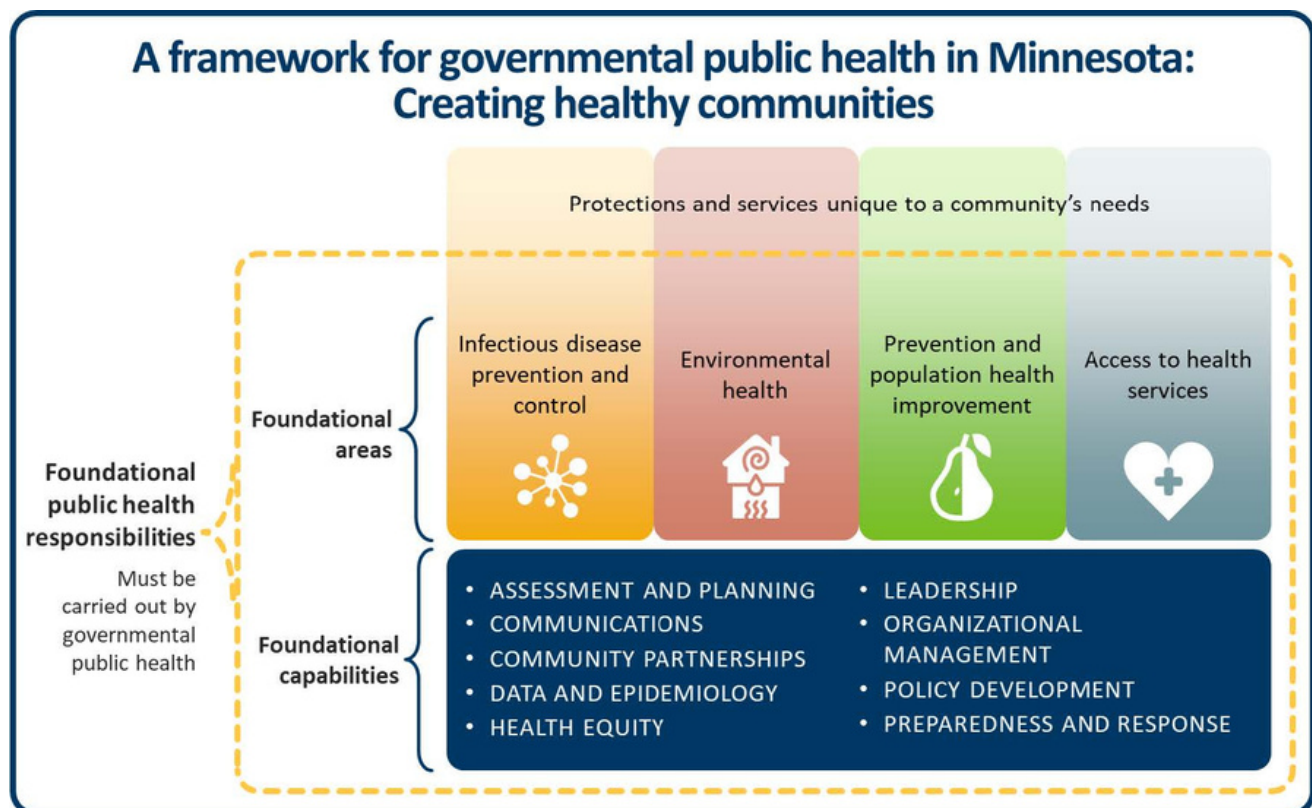 A framework for governmental public health in Minnesota:
Creating healthy communities
Protections and services unique to a community's needs
Foundational
public health
responsibilities
Must be
carried out by
governmental
public health
Foundational
areas
Infectious disease
prevention and
control
Environmental
health
Prevention and
population health
improvement
Access to health
services
Foundational
capabilities
• ASSESSMENT AND PLANNING
• COMMUNICATIONS
• COMMUNITY PARTNERSHIPS
• DATA AND EPIDEMIOLOGY
• HEALTH EQUITY
• LEADERSHIP
• ORGANIZATIONAL
MANAGEMENT
• POLICY DEVELOPMENT
• PREPAREDNESS AND RESPONSE